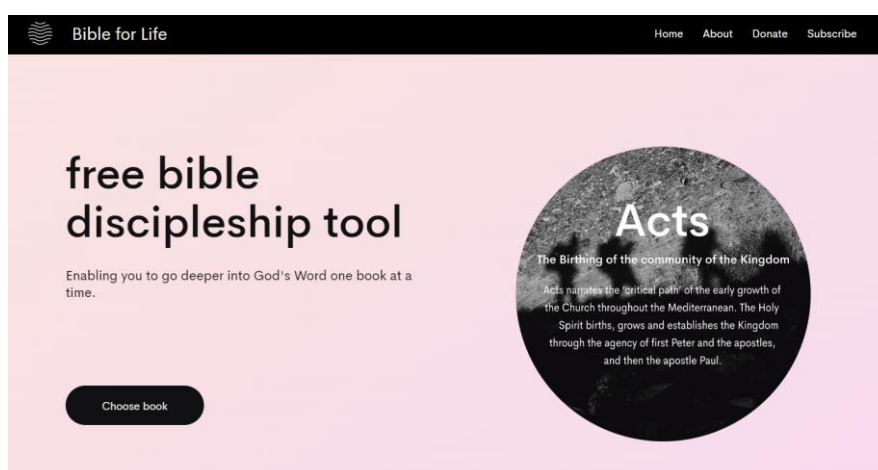 Bible for Life
Home About Donate Subscribe
free bible
discipleship tool
Enabling you to go deeper into God's Word one book at a
time.
Choose book
Acts
The Birthing of the community of the Kingdom
Acts narrates the 'critical path' of the early growth of
the Church throughout the Mediterranean. The Holy
Spirit births, grows and establishes the Kingdom
through the agency of first Peter and the apostles,
and then the apostle Paul.